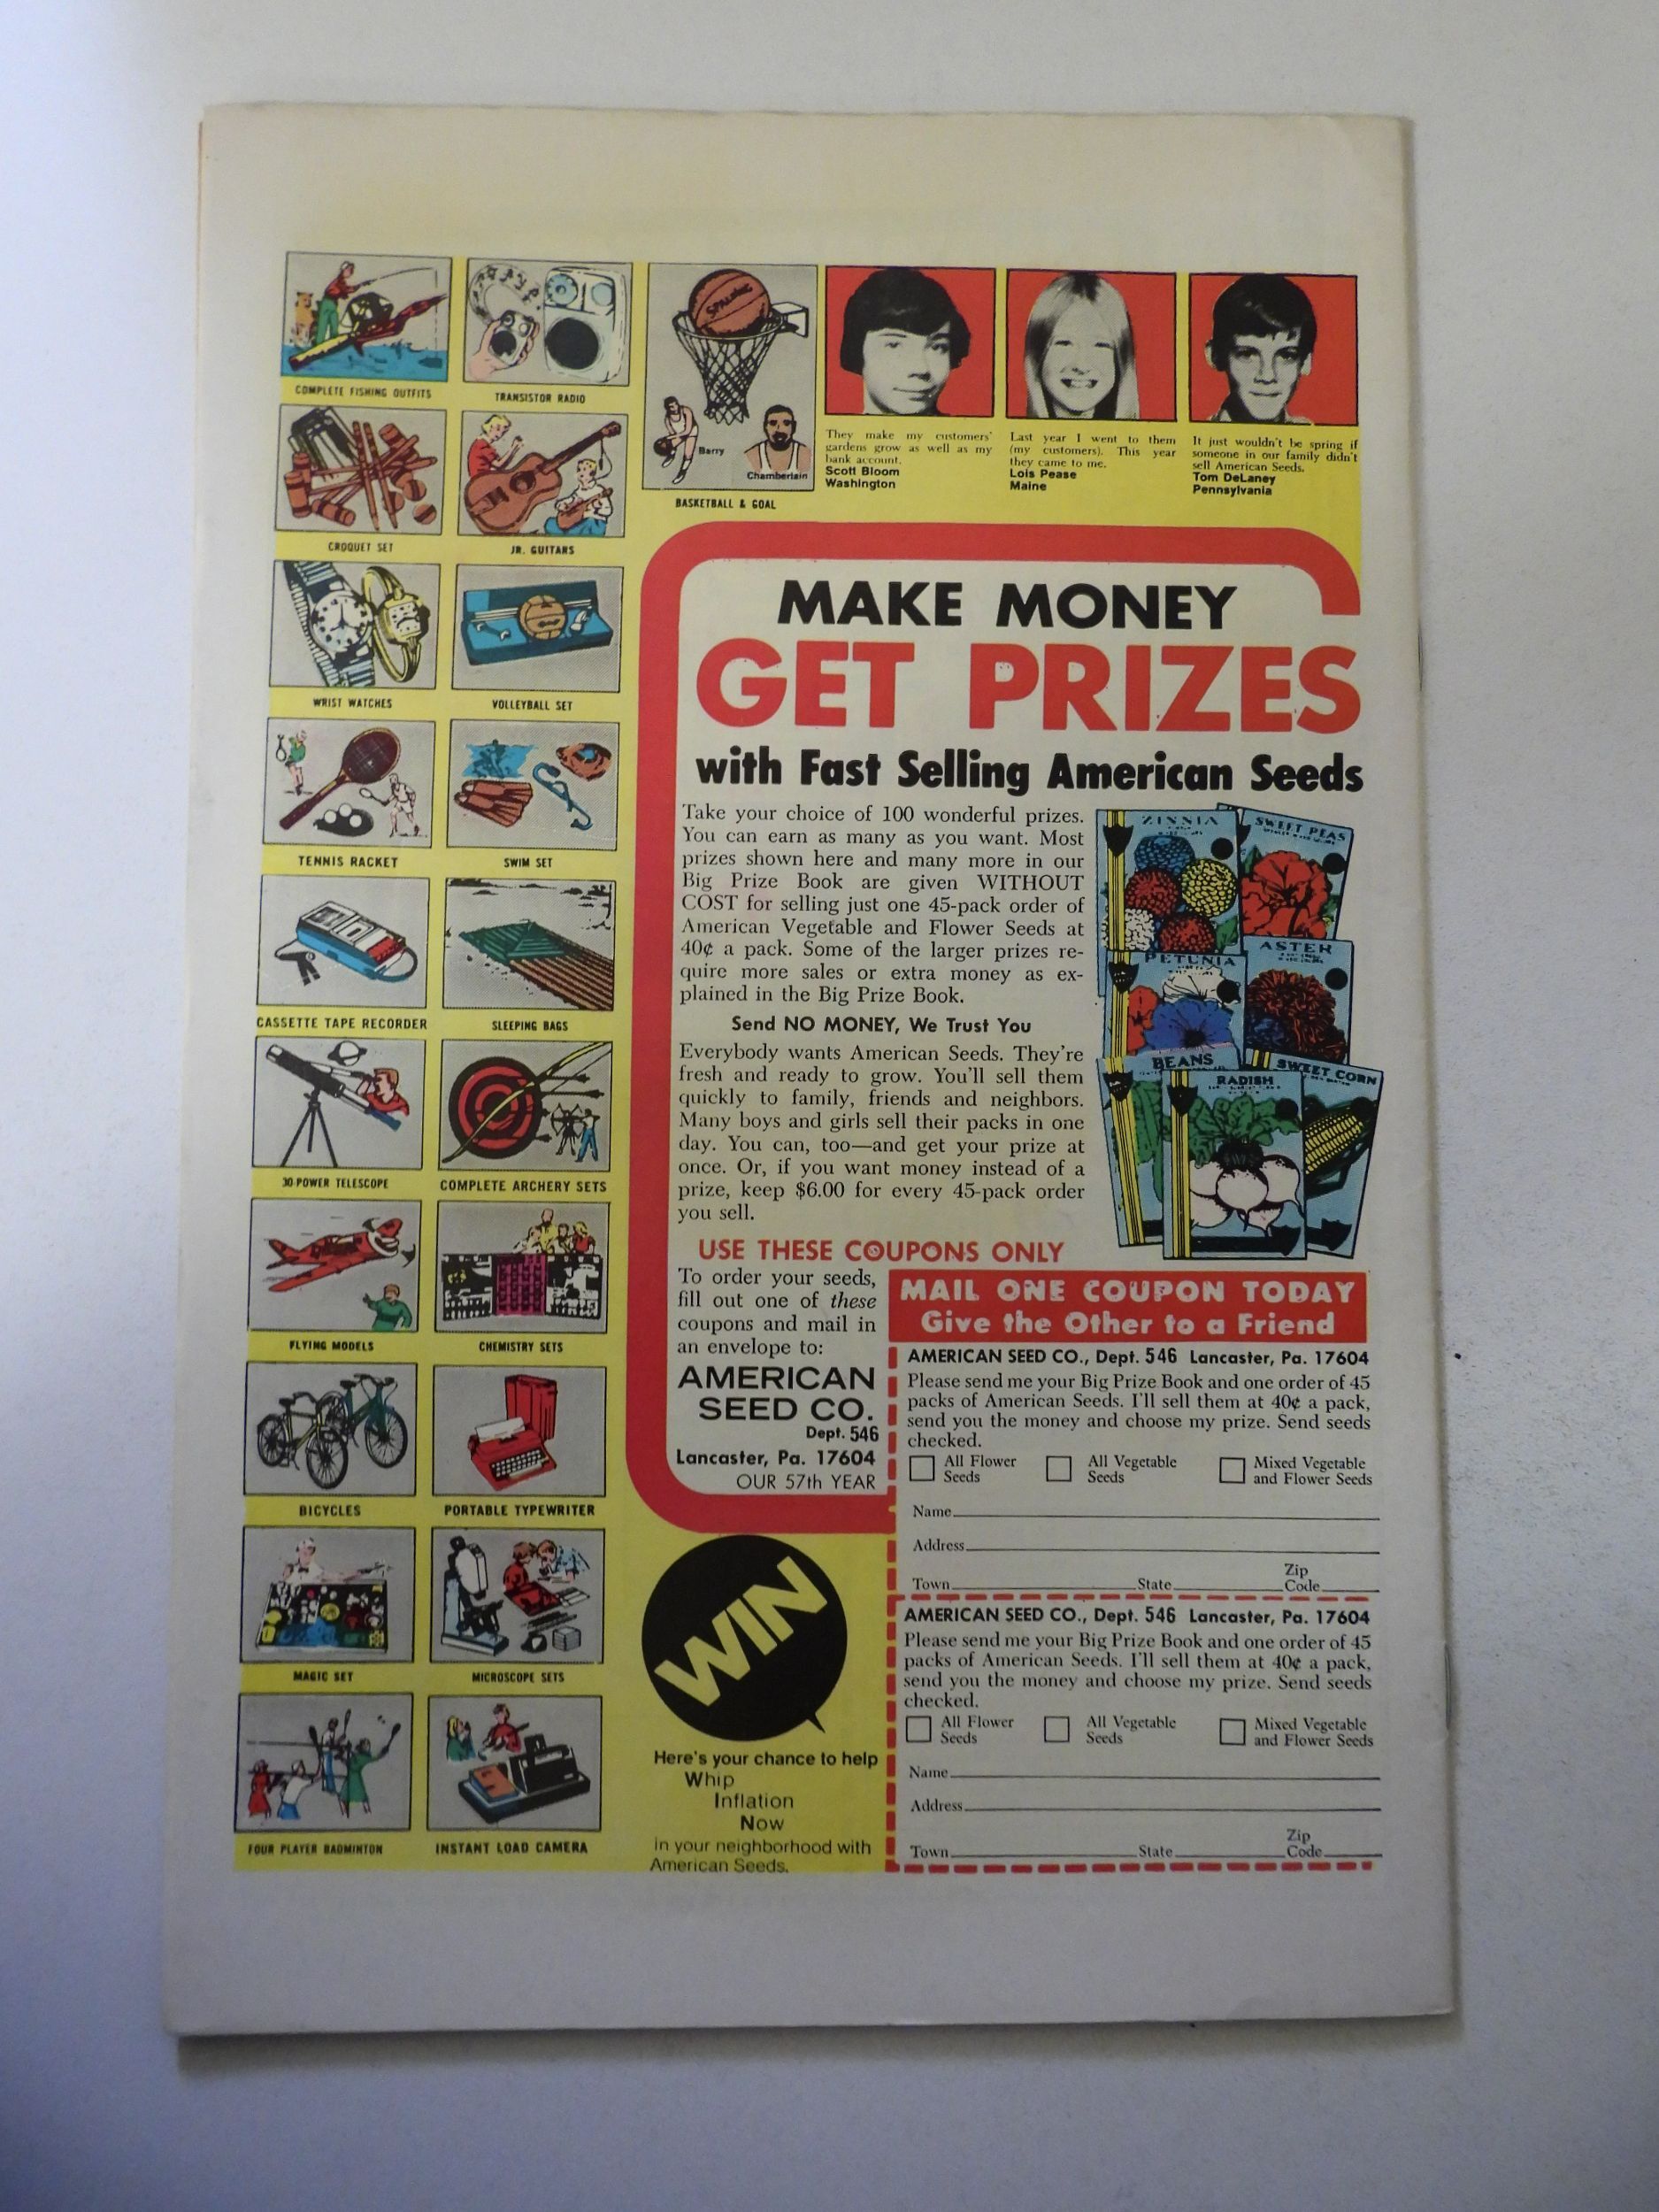 COMPLETE FISHING OUTFITS
TRANSISTOR RADIO
CROQUET SET
JR. GUITARS
WRIST WATCHES
VOLLEYBALL SET
TENNIS RACKET
SWIM SET
CASSETTE TAPE RECORDER
SLEEPING BAGS
30-POWER TELESCOPE
COMPLETE ARCHERY SETS
FLYING MODELS
CHEMISTRY SETS
BICYCLES
PORTABLE TYPEWRITER
MAGIC SET
MICROSCOPE SETS
FOUR PLAYER BADMINTON
INSTANT LOAD CAMERA
SPALDING
Barry
Chamberlain
BASKETBALL & GOAL
They make my customers'
gardens grow as well as my
bank account.
Scott Bloom
Washington
Last year I went to them
(my customers). This year
they came to me.
Lois Pease
Maine
It just wouldn't be spring if
someone in our family didn't
sell American Seeds.
Tom DeLaney
Pennsylvania
MAKE MONEY
GET PRIZES
with Fast Selling American Seeds
Take your choice of 100 wonderful prizes.
You can earn as many as you want. Most
prizes shown here and many more in our
Big Prize Book are given WITHOUT
COST for selling just one 45-pack order of
American Vegetable and Flower Seeds at
40¢ a pack. Some of the larger prizes re-
quire more sales or extra money as ex-
plained in the Big Prize Book.
Send NO MONEY, We Trust You
Everybody wants American Seeds. They're
fresh and ready to grow. You'll sell them
quickly to family, friends and neighbors.
Many boys and girls sell their packs in one
day. You can, too—and get your prize at
once. Or, if you want money instead of a
prize, keep $6.00 for every 45-pack order
you sell.
ZINNIA
SWEET PEAS
ASTER
PETUNIA
BEANS
RADISH
SWEET CORN
USE THESE COUPONS ONLY
To order your seeds,
fill out one of these
coupons and mail in
an envelope to:
AMERICAN
SEED CO.
Dept. 546
Lancaster, Pa. 17604
OUR 57th YEAR
MAIL ONE COUPON TODAY
Give the Other to a Friend
AMERICAN SEED CO., Dept. 546 Lancaster, Pa. 17604
Please send me your Big Prize Book and one order of 45
packs of American Seeds. I'll sell them at 40¢ a pack,
send you the money and choose my prize. Send seeds
checked.
All Flower
Seeds
All Vegetable
Seeds
Mixed Vegetable
and Flower Seeds
Name
Address
Town State Zip
Code
AMERICAN SEED CO., Dept. 546 Lancaster, Pa. 17604
Please send me your Big Prize Book and one order of 45
packs of American Seeds. I'll sell them at 40¢ a pack,
send you the money and choose my prize. Send seeds
checked.
All Flower
Seeds
All Vegetable
Seeds
Mixed Vegetable
and Flower Seeds
Name
Address
Town State Zip
Code
WIN
Here's your chance to help
Whip
Inflation
Now
in your neighborhood with
American Seeds.